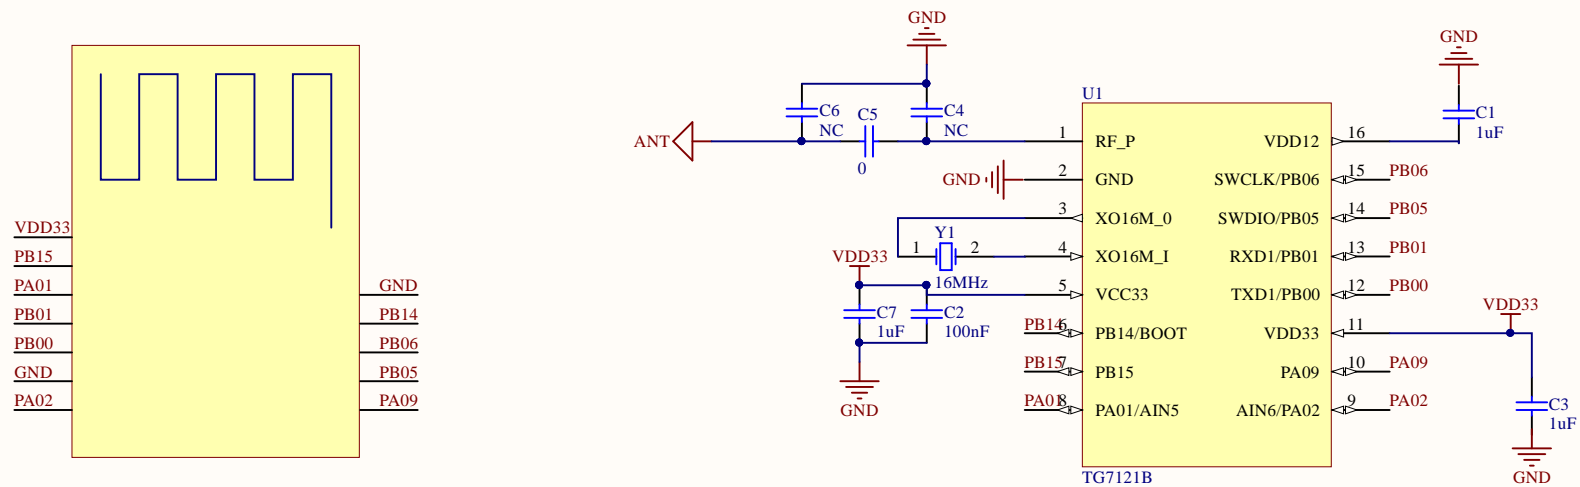 VDD33
PB15
PA01
PB01
PB00
GND
PA02
GND
PB14
PB06
PB05
PA09
GND
C6
NC
C5
0
C4
NC
ANT
GND
Y1
1
2
16MHz
VDD33
C7
1uF
C2
100nF
GND
U1
1 RF_P
2 GND
3 XO16M_0
4 XO16M_I
5 VCC33
PB14 6 PB14/BOOT
PB15 7 PB15
PA01 8 PA01/AIN5
VDD12 16
SWCLK/PB06 15 PB06
SWDIO/PB05 14 PB05
RXD1/PB01 13 PB01
TXD1/PB00 12 PB00
VDD33 11
PA09 10 PA09
AIN6/PA02 9 PA02
TG7121B
GND
C1
1uF
VDD33
C3
1uF
GND